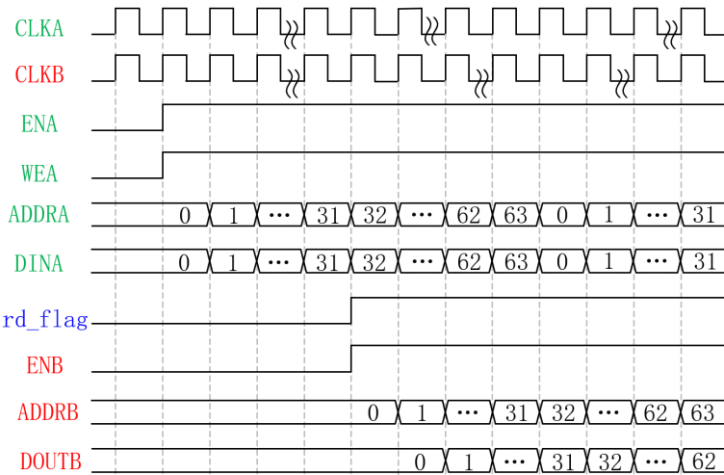 CLKA
CLKB
ENA
WEA
ADDRA 0 1 ··· 31 32 ··· 62 63 0 1 ··· 31
DINA 0 1 ··· 31 32 ··· 62 63 0 1 ··· 31
rd_flag
ENB
ADDRB 0 1 ··· 31 32 ··· 62 63
DOUTB 0 1 ··· 31 32 ··· 62